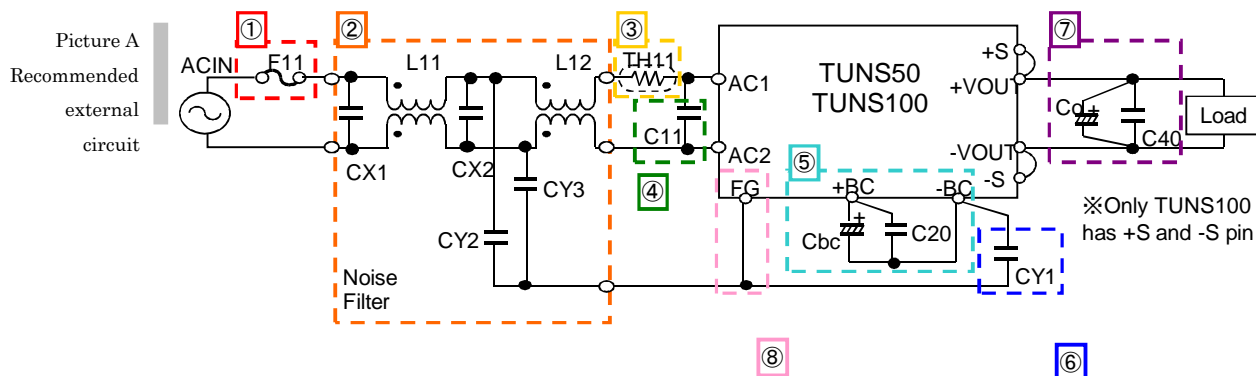 Picture A
Recommended
external
circuit
①
②
③
⑦
ACIN
F11
L11
L12
TH11
TUNS50
TUNS100
AC1
AC2
+S
+VOUT
-VOUT
-S
Co
+
C40
Load
CX1
CX2
C11
④
⑤
CY3
CY2
FG
+BC
-BC
Cbc
+
C20
CY1
※Only TUNS100
has +S and -S pin
Noise
Filter
⑧
⑥